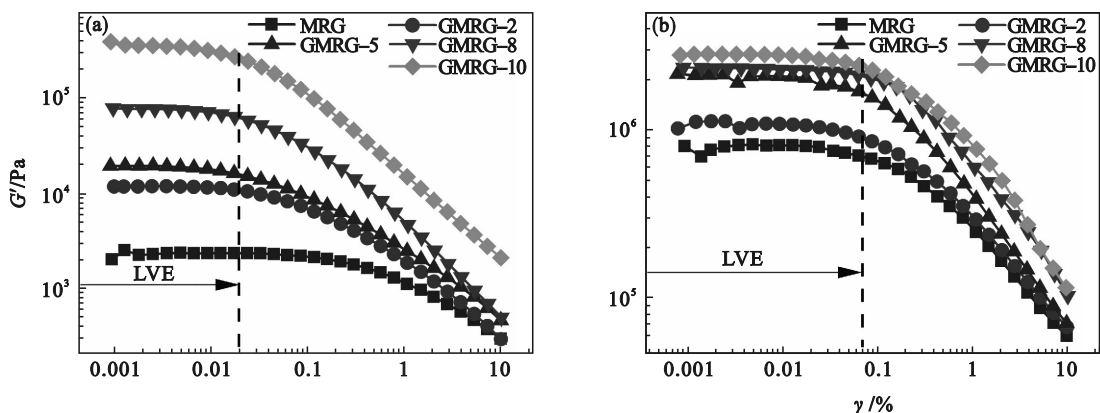 (a) MRG GMRG–2
GMRG–5 GMRG–8
GMRG–10
G′/Pa
10⁵
10⁴
10³
LVE
0.001 0.01 0.1 1 10
(b) MRG GMRG–2
GMRG–5 GMRG–8
GMRG–10
10⁶
10⁵
LVE
0.001 0.01 0.1 1 10
γ /%